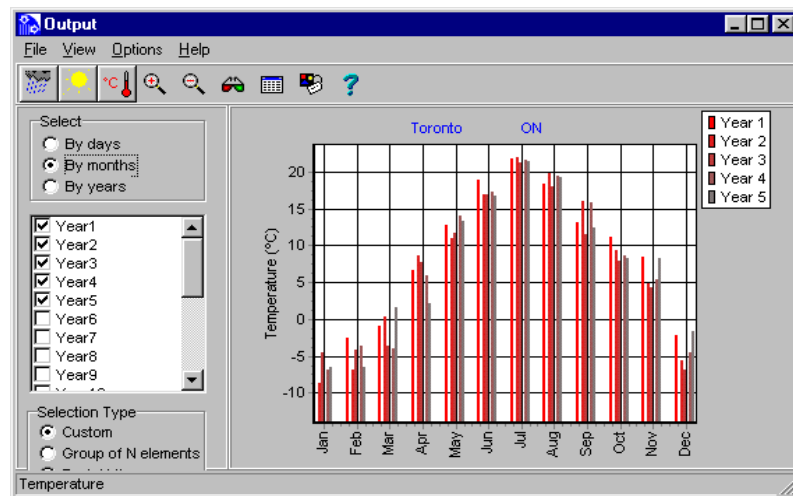 Output
File View Options Help
°C
?
Select
By days
By months
By years
Year1
Year2
Year3
Year4
Year5
Year6
Year7
Year8
Year9
Selection Type
Custom
Group of N elements
Toronto ON
Temperature (°C)
20
15
10
5
0
-5
-10
Jan Feb Mar Apr May Jun Jul Aug Sep Oct Nov Dec
Year 1
Year 2
Year 3
Year 4
Year 5
Temperature